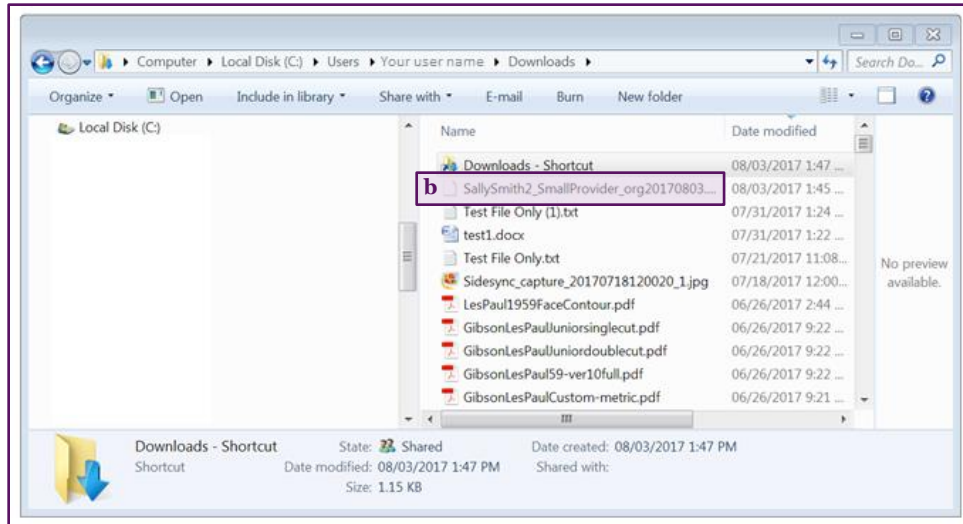 Computer Local Disk (C:) Users Your user name Downloads Search Do...
Organize Open Include in library Share with E-mail Burn New folder
Local Disk (C:)
Name Date modified
Downloads - Shortcut 08/03/2017 1:47 ...
b SallySmith2_SmallProvider_org20170803.... 08/03/2017 1:45 ...
Test File Only (1).txt 07/31/2017 1:24 ...
test1.docx 07/31/2017 1:22 ...
Test File Only.txt 07/21/2017 11:08...
Sidesync_capture_20170718120020_1.jpg 07/18/2017 12:00...
LesPaul1959FaceContour.pdf 06/26/2017 2:44 ...
GibsonLesPaulJuniorsinglecut.pdf 06/26/2017 9:22 ...
GibsonLesPaulJuniordoublecut.pdf 06/26/2017 9:22 ...
GibsonLesPaul59-ver10full.pdf 06/26/2017 9:22 ...
GibsonLesPaulCustom-metric.pdf 06/26/2017 9:21 ...
No preview
available.
Downloads - Shortcut State: Shared Date created: 08/03/2017 1:47 PM
Shortcut Date modified: 08/03/2017 1:47 PM Shared with:
Size: 1.15 KB